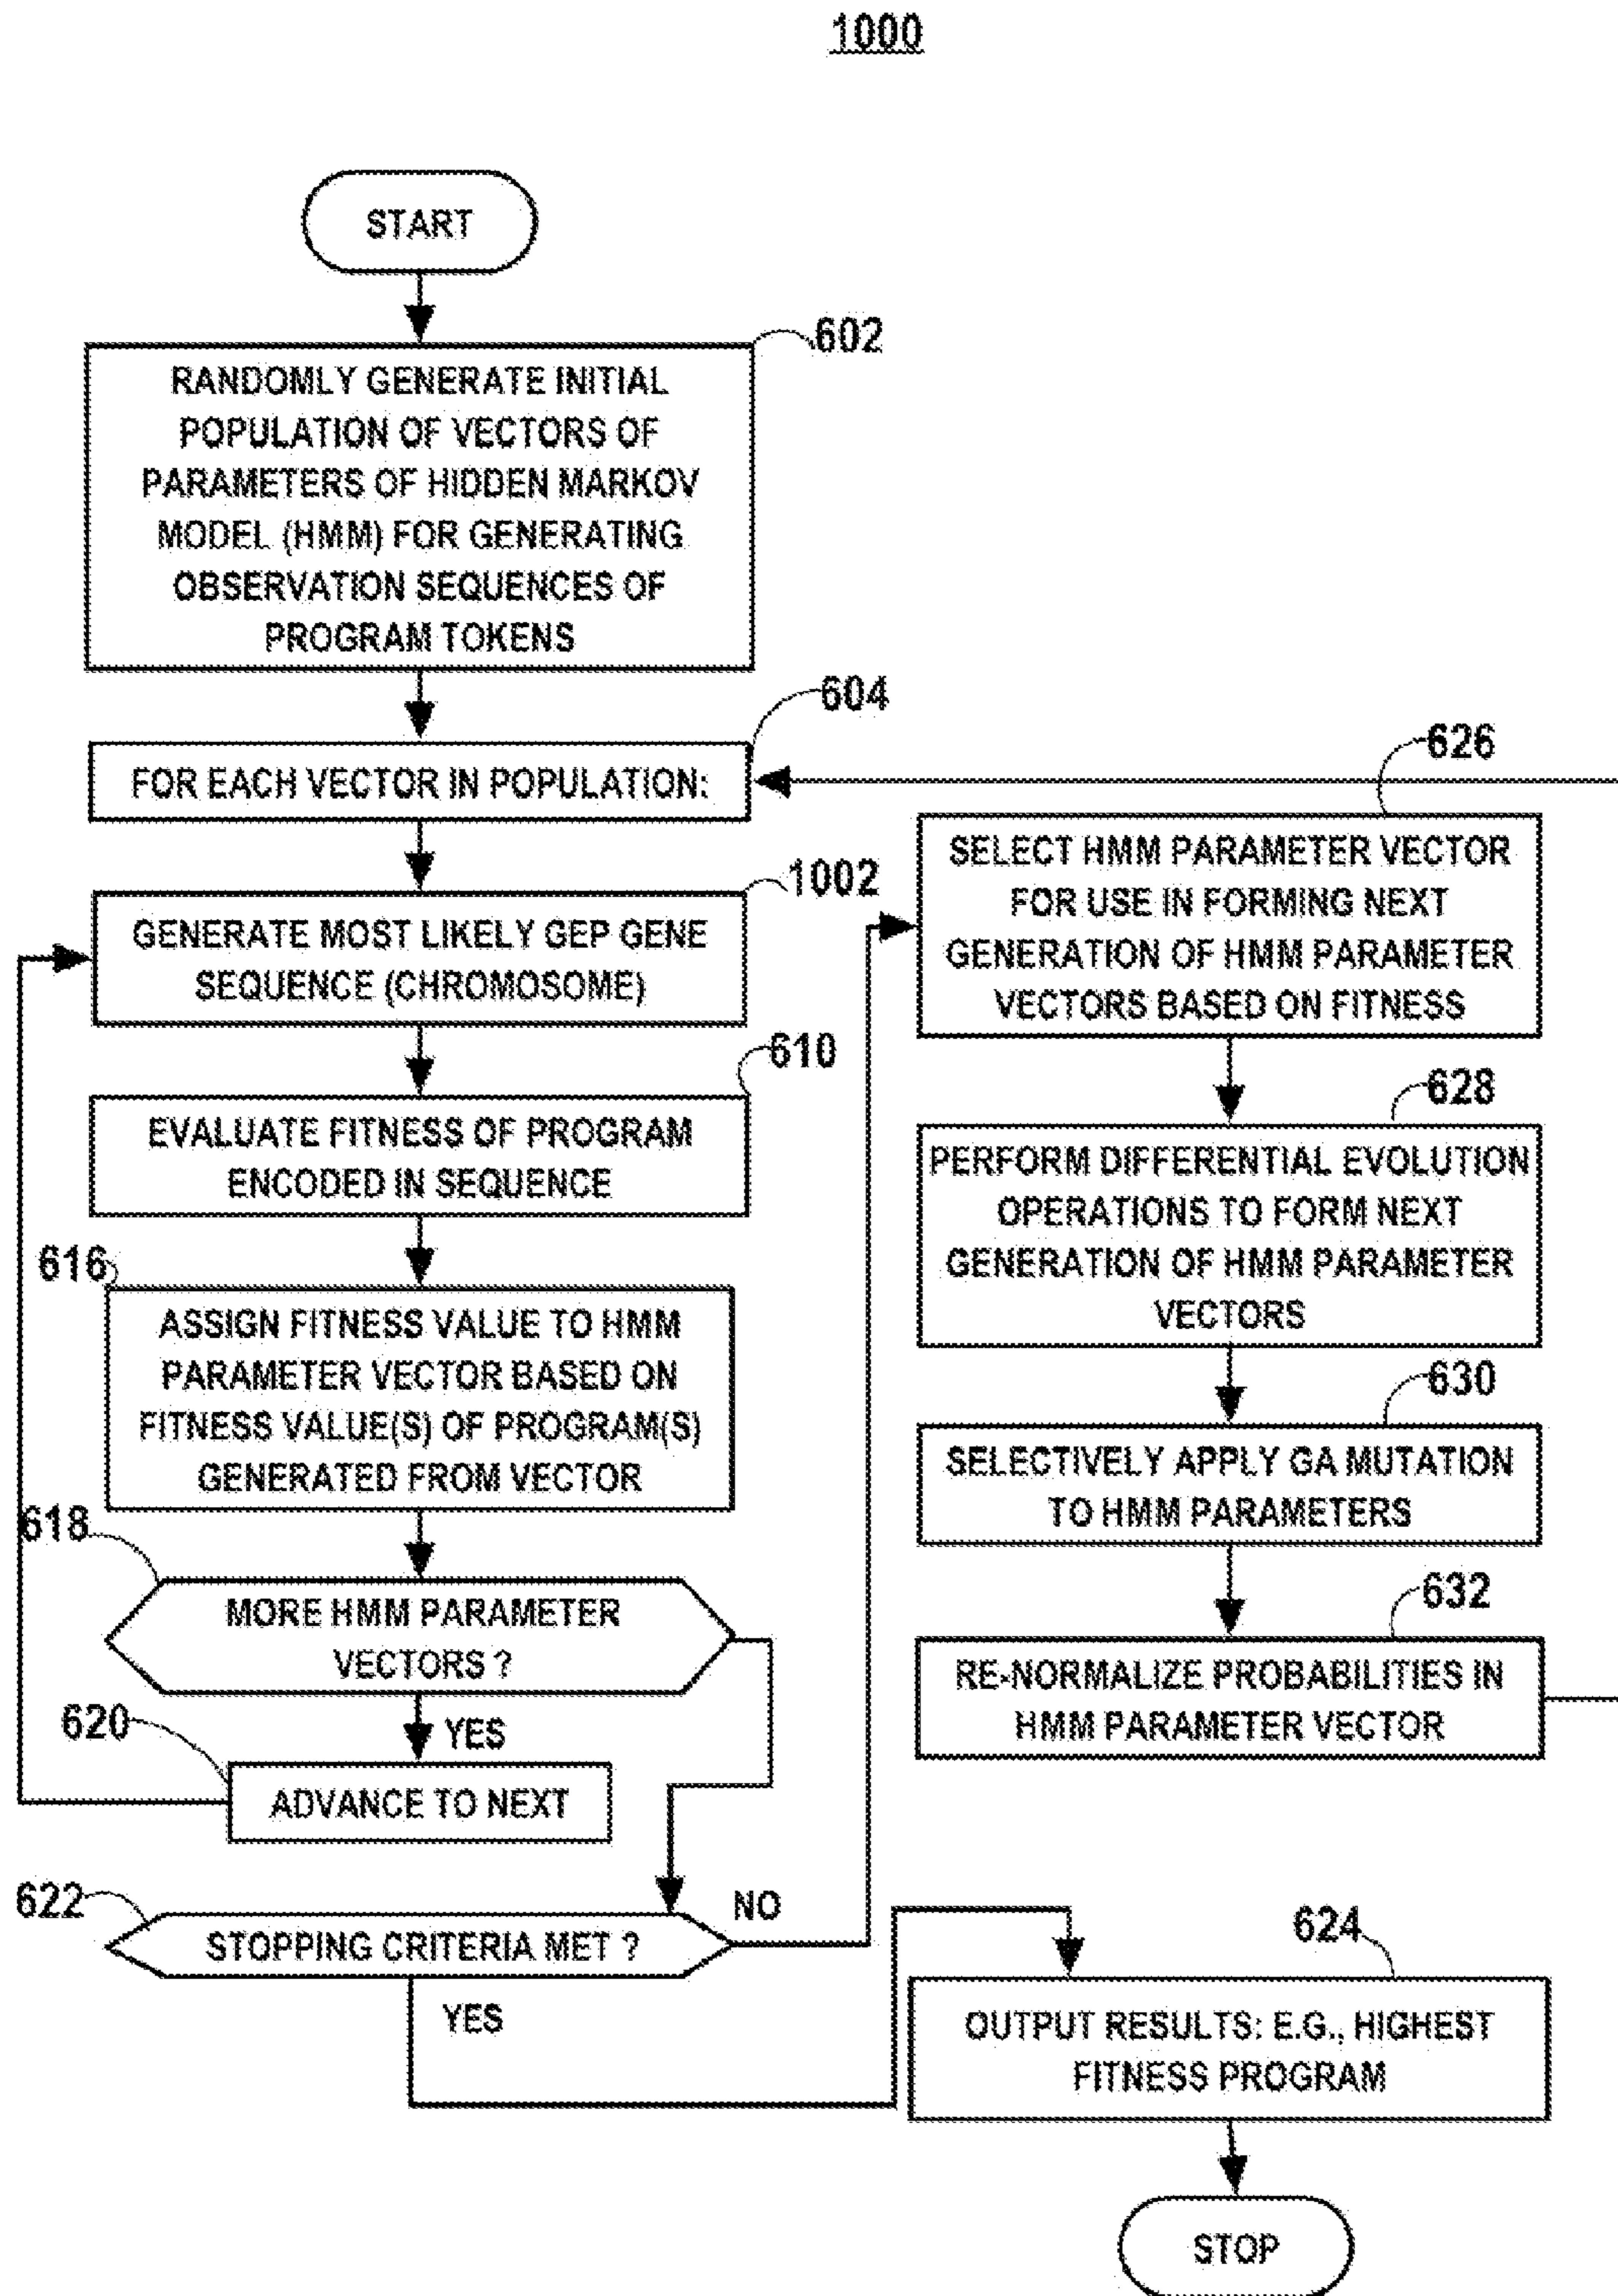 1000
START
602
RANDOMLY GENERATE INITIAL
POPULATION OF VECTORS OF
PARAMETERS OF HIDDEN MARKOV
MODEL (HMM) FOR GENERATING
OBSERVATION SEQUENCES OF
PROGRAM TOKENS
604
FOR EACH VECTOR IN POPULATION:
1002
GENERATE MOST LIKELY GEP GENE
SEQUENCE (CHROMOSOME)
610
EVALUATE FITNESS OF PROGRAM
ENCODED IN SEQUENCE
616
ASSIGN FITNESS VALUE TO HMM
PARAMETER VECTOR BASED ON
FITNESS VALUE(S) OF PROGRAM(S)
GENERATED FROM VECTOR
618
MORE HMM PARAMETER
VECTORS ?
YES
620
ADVANCE TO NEXT
622
STOPPING CRITERIA MET ?
NO
YES
626
SELECT HMM PARAMETER VECTOR
FOR USE IN FORMING NEXT
GENERATION OF HMM PARAMETER
VECTORS BASED ON FITNESS
628
PERFORM DIFFERENTIAL EVOLUTION
OPERATIONS TO FORM NEXT
GENERATION OF HMM PARAMETER
VECTORS
630
SELECTIVELY APPLY GA MUTATION
TO HMM PARAMETERS
632
RE-NORMALIZE PROBABILITIES IN
HMM PARAMETER VECTOR
624
OUTPUT RESULTS: E.G., HIGHEST
FITNESS PROGRAM
STOP